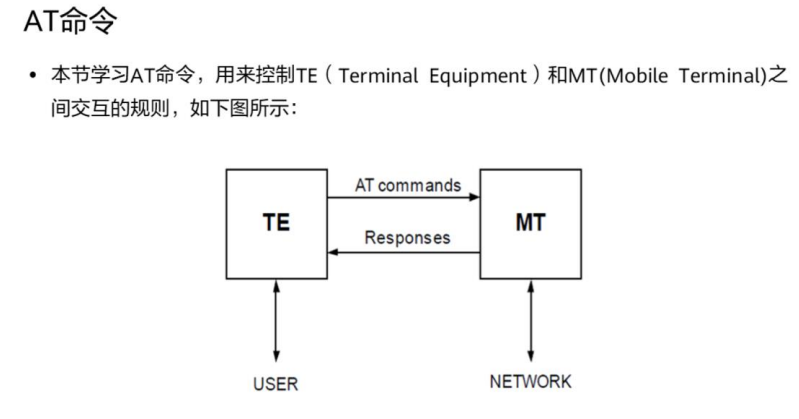 AT命令
• 本节学习AT命令，用来控制TE（Terminal Equipment）和MT(Mobile Terminal)之
间交互的规则，如下图所示：
AT commands
TE
MT
Responses
USER
NETWORK